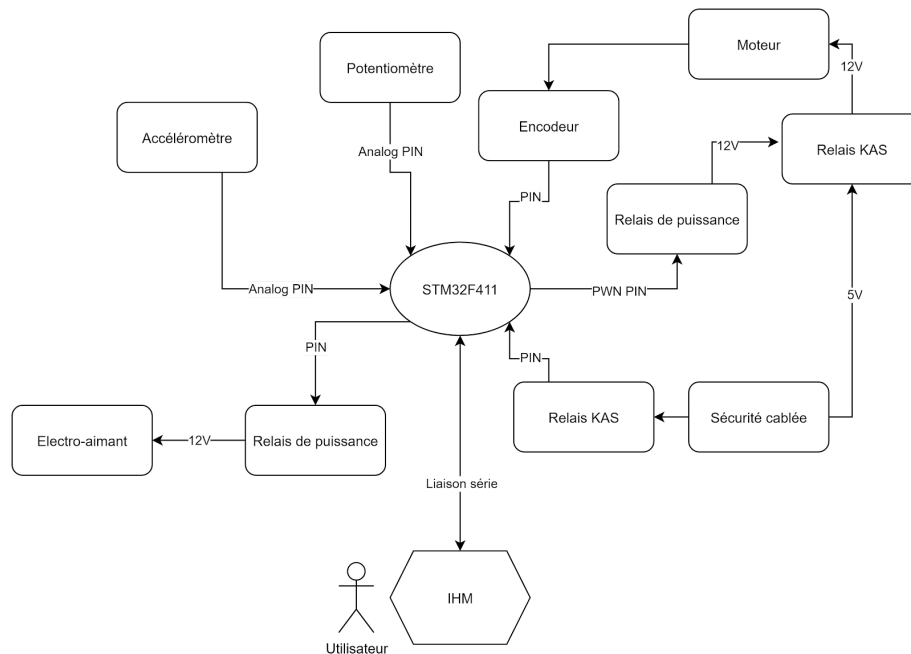 Moteur
Potentiomètre
12V
Encodeur
Accéléromètre
Analog PIN
12V
Relais KAS
PIN
Relais de puissance
STM32F411
Analog PIN
PWN PIN
5V
PIN
PIN
Electro-aimant
12V
Relais de puissance
Relais KAS
Sécurité cablée
Liaison série
IHM
Utilisateur